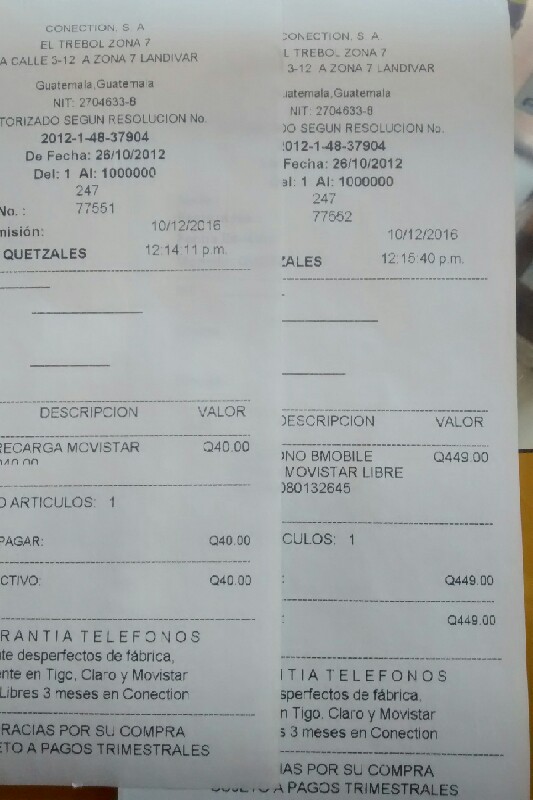 CONECTION, S. A
EL TREBOL ZONA 7
A CALLE 3-12 A ZONA 7 LANDIVAR
Guatemala,Guatemala
NIT: 2704633-8
TORIZADO SEGUN RESOLUCION No.
2012-1-48-37904
De Fecha: 26/10/2012
Del: 1 Al: 1000000
247
No. : 77551
misión: 10/12/2016
QUETZALES 12:14:11 p.m.
DESCRIPCION VALOR
RECARGA MOVISTAR Q40.00
O ARTICULOS: 1
PAGAR: Q40.00
CTIVO: Q40.00
RANTIA TELEFONOS
te desperfectos de fábrica,
ente en Tigo, Claro y Movistar
Libres 3 meses en Conection
RACIAS POR SU COMPRA
ETO A PAGOS TRIMESTRALES
CONECTION, S. A.
L TREBOL ZONA 7
3-12 A ZONA 7 LANDIVAR
atemala,Guatemala
NIT: 2704633-8
DO SEGUN RESOLUCION No.
2012-1-48-37904
Fecha: 26/10/2012
el: 1 Al: 1000000
247
77552
10/12/2016
ZALES 12:15:40 p.m.
DESCRIPCION VALOR
ONO BMOBILE Q449.00
MOVISTAR LIBRE
080132645
CULOS: 1
: Q449.00
: Q449.00
NTIA TELEFONOS
sperfectos de fábrica,
n Tigo, Claro y Movistar
s 3 meses en Conection
IAS POR SU COMPRA
A PAGOS TRIMESTRALES